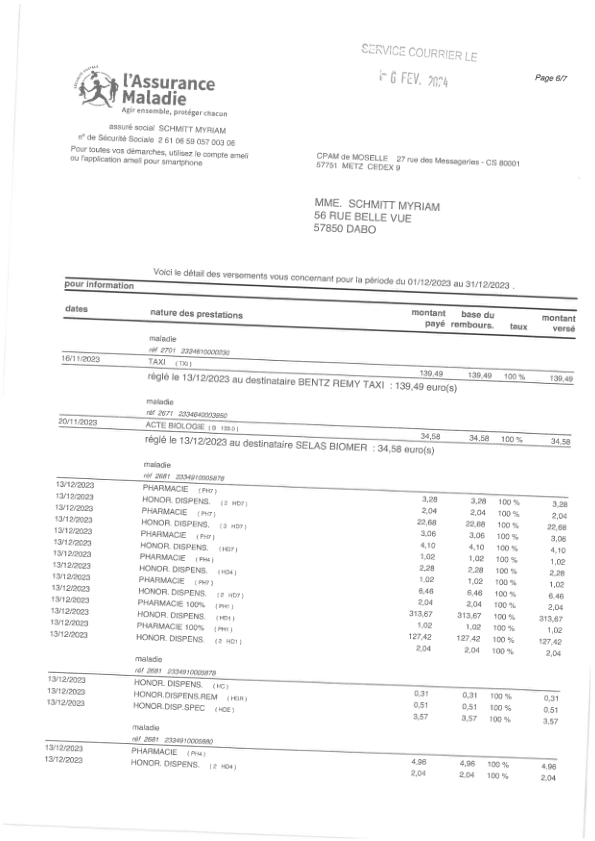 SERVICE COURRIER LE
- 6 FEV. 2024
Page 6/7
SÉCURITÉ SOCIALE
l'Assurance
Maladie
Agir ensemble, protéger chacun
assuré social SCHMITT MYRIAM
n° de Sécurité Sociale 2 61 06 59 057 003 06
Pour toutes vos démarches, utilisez le compte ameli
ou l'application ameli pour smartphone
CPAM de MOSELLE 27 rue des Messageries - CS 80001
57751 METZ CEDEX 9
MME. SCHMITT MYRIAM
56 RUE BELLE VUE
57850 DABO
Voici le détail des versements vous concernant pour la période du 01/12/2023 au 31/12/2023 .
pour information
dates nature des prestations montant payé base du rembours. taux montant versé
maladie
réf 2701 2334610000230
16/11/2023 TAXI (TXI) 139,49 139,49 100 % 139,49
réglé le 13/12/2023 au destinataire BENTZ REMY TAXI : 139,49 euro(s)
maladie
réf 2671 2334640003950
20/11/2023 ACTE BIOLOGIE (B 133.0) 34,58 34,58 100 % 34,58
réglé le 13/12/2023 au destinataire SELAS BIOMER : 34,58 euro(s)
maladie
réf 2681 2334910005878
13/12/2023 PHARMACIE (PH7) 3,28 3,28 100 % 3,28
13/12/2023 HONOR. DISPENS. (2 HD7) 2,04 2,04 100 % 2,04
13/12/2023 PHARMACIE (PH7) 22,68 22,68 100 % 22,68
13/12/2023 HONOR. DISPENS. (3 HD7) 3,06 3,06 100 % 3,06
13/12/2023 PHARMACIE (PH7) 4,10 4,10 100 % 4,10
13/12/2023 HONOR. DISPENS. (HD7) 1,02 1,02 100 % 1,02
13/12/2023 PHARMACIE (PH4) 2,28 2,28 100 % 2,28
13/12/2023 HONOR. DISPENS. (HD4) 1,02 1,02 100 % 1,02
13/12/2023 PHARMACIE (PH7) 6,46 6,46 100 % 6,46
13/12/2023 HONOR. DISPENS. (2 HD7) 2,04 2,04 100 % 2,04
13/12/2023 PHARMACIE 100% (PH1) 313,67 313,67 100 % 313,67
13/12/2023 HONOR. DISPENS. (HD1) 1,02 1,02 100 % 1,02
13/12/2023 PHARMACIE 100% (PH1) 127,42 127,42 100 % 127,42
13/12/2023 HONOR. DISPENS. (2 HD1) 2,04 2,04 100 % 2,04
maladie
réf 2681 2334910005879
13/12/2023 HONOR. DISPENS. (HC) 0,31 0,31 100 % 0,31
13/12/2023 HONOR.DISPENS.REM (HGR) 0,51 0,51 100 % 0,51
13/12/2023 HONOR.DISP.SPEC (HDE) 3,57 3,57 100 % 3,57
maladie
réf 2681 2334910005880
13/12/2023 PHARMACIE (PH4) 4,96 4,96 100 % 4,96
13/12/2023 HONOR. DISPENS. (2 HD4) 2,04 2,04 100 % 2,04